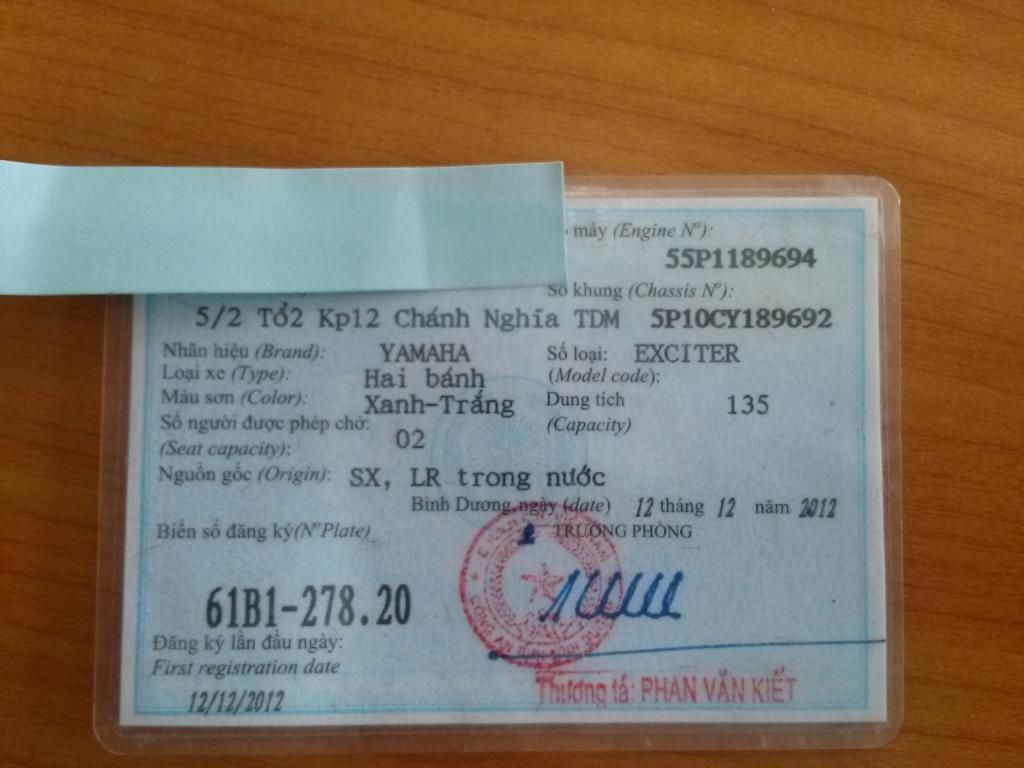 máy (Engine Nº):
55P1189694
Số khung (Chassis Nº):
5/2 Tổ2 Kp12 Chánh Nghĩa TDM 5P10CY189692
Nhãn hiệu (Brand): YAMAHA Số loại: EXCITER
Loại xe (Type): Hai bánh (Model code):
Màu sơn (Color): Xanh-Trắng Dung tích 135
Số người được phép chở: 02 (Capacity)
(Seat capacity):
Nguồn gốc (Origin): SX, LR trong nước
Bình Dương, ngày (date) 12 tháng 12 năm 2012
Biển số đăng ký(NºPlate) TRƯỞNG PHÒNG
61B1-278.20
Đăng ký lần đầu ngày:
First registration date
12/12/2012
Thượng tá: PHAN VĂN KIẾT